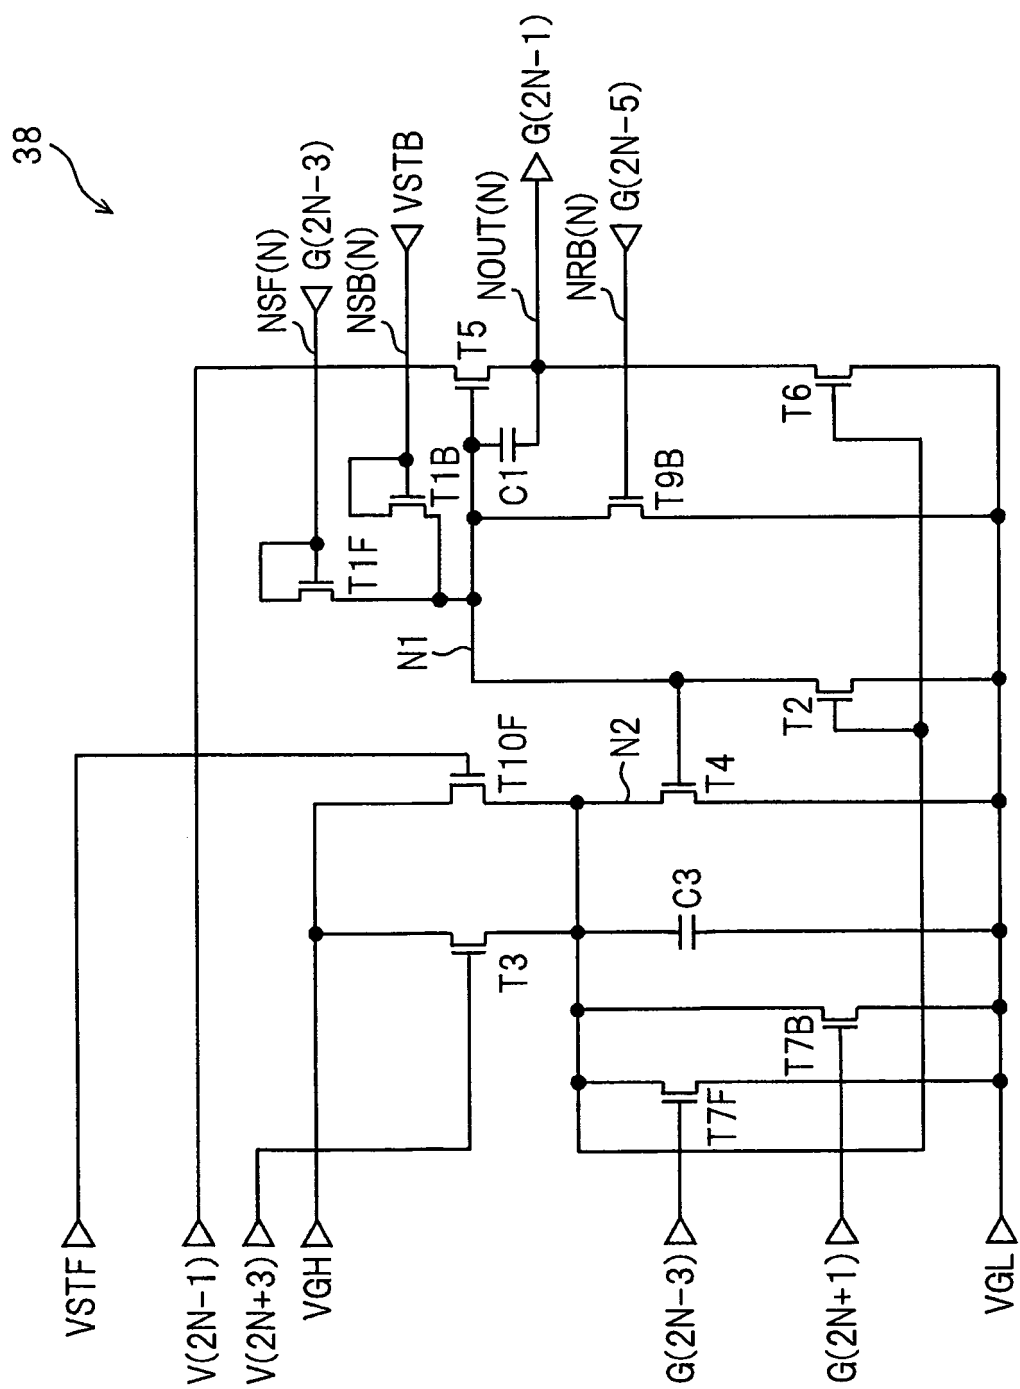 38
NSF(N)
G(2N-3)
NSB(N)
VSTB
NOUT(N)
G(2N-1)
NRB(N)
G(2N-5)
T5
T1B
T1F
C1
T9B
T6
N1
T10F
N2
T4
T2
T3
C3
T7B
T7F
VSTF
V(2N-1)
V(2N+3)
VGH
G(2N-3)
G(2N+1)
VGL